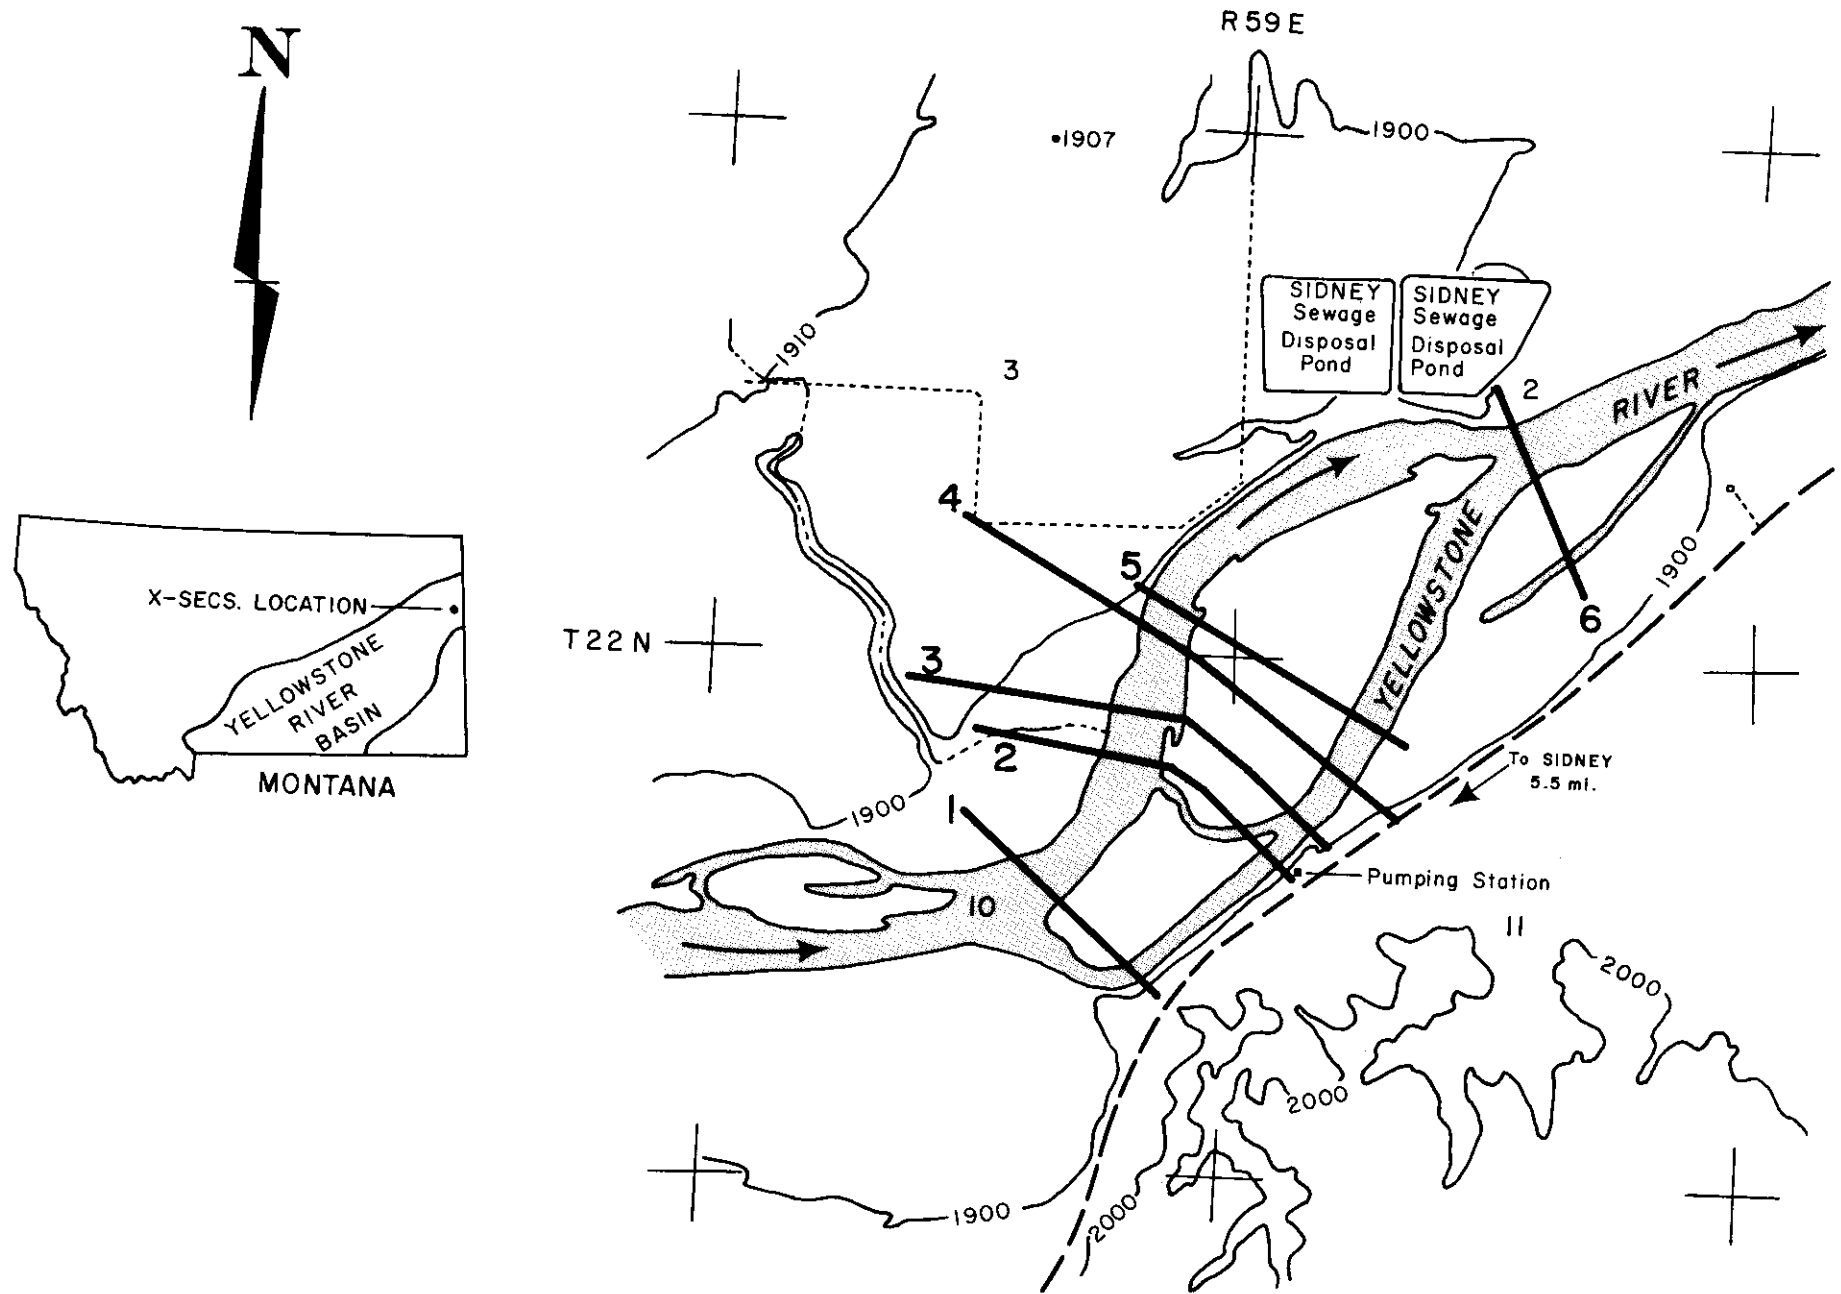 N
R 59 E
1907
1900
SIDNEY
Sewage
Disposal
Pond
SIDNEY
Sewage
Disposal
Pond
1910
3
2
RIVER
4
5
YELLOWSTONE
1900
6
X-SECS. LOCATION
YELLOWSTONE
RIVER
BASIN
MONTANA
T 22 N
3
2
To SIDNEY
5.5 mi.
1
1900
Pumping Station
10
11
2000
2000
1900
2000